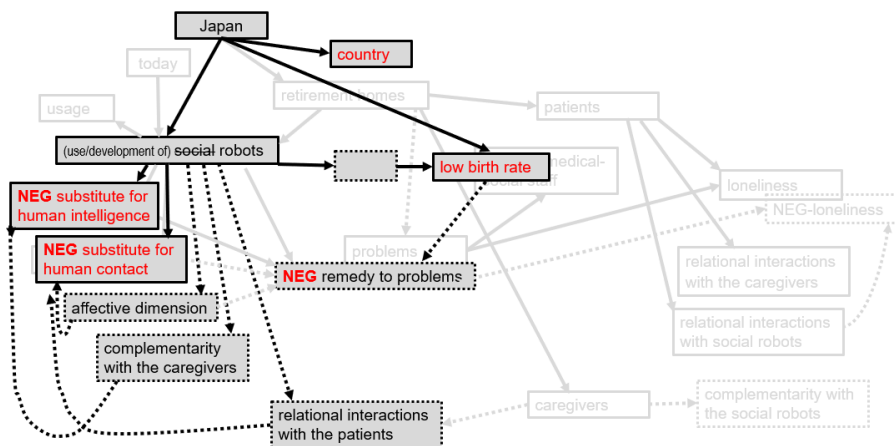 Japan
country
today
retirement homes
patients
usage
(use/development of) social robots
low birth rate
medical-
social staff
loneliness
NEG substitute for
human intelligence
NEG-loneliness
NEG substitute for
human contact
problems
relational interactions
with the caregivers
NEG remedy to problems
affective dimension
relational interactions
with social robots
complementarity
with the caregivers
caregivers
complementarity with
the social robots
relational interactions
with the patients